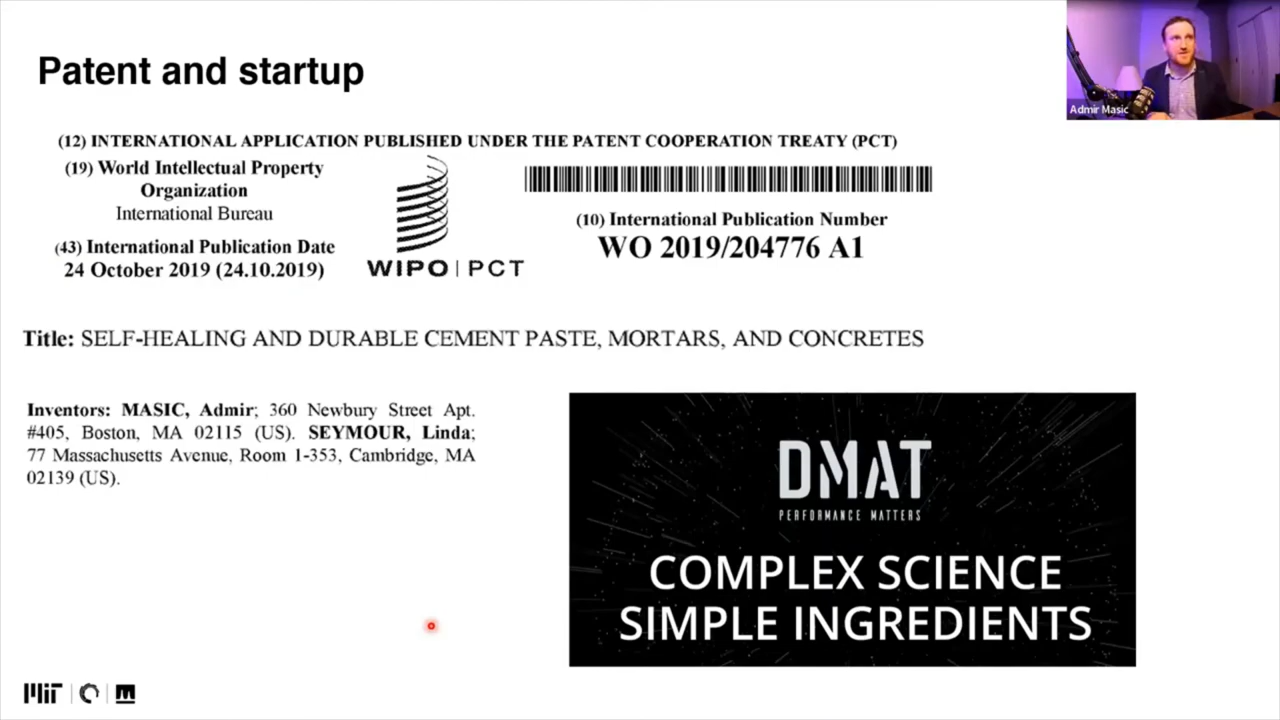 Patent and startup
Admir Masic
(12) INTERNATIONAL APPLICATION PUBLISHED UNDER THE PATENT COOPERATION TREATY (PCT)
(19) World Intellectual Property
Organization
International Bureau
(43) International Publication Date
24 October 2019 (24.10.2019)
WIPO | PCT
(10) International Publication Number
WO 2019/204776 A1
Title: SELF-HEALING AND DURABLE CEMENT PASTE, MORTARS, AND CONCRETES
Inventors: MASIC, Admir; 360 Newbury Street Apt.
#405, Boston, MA 02115 (US). SEYMOUR, Linda;
77 Massachusetts Avenue, Room 1-353, Cambridge, MA
02139 (US).
DMAT
PERFORMANCE MATTERS
COMPLEX SCIENCE
SIMPLE INGREDIENTS
MIT